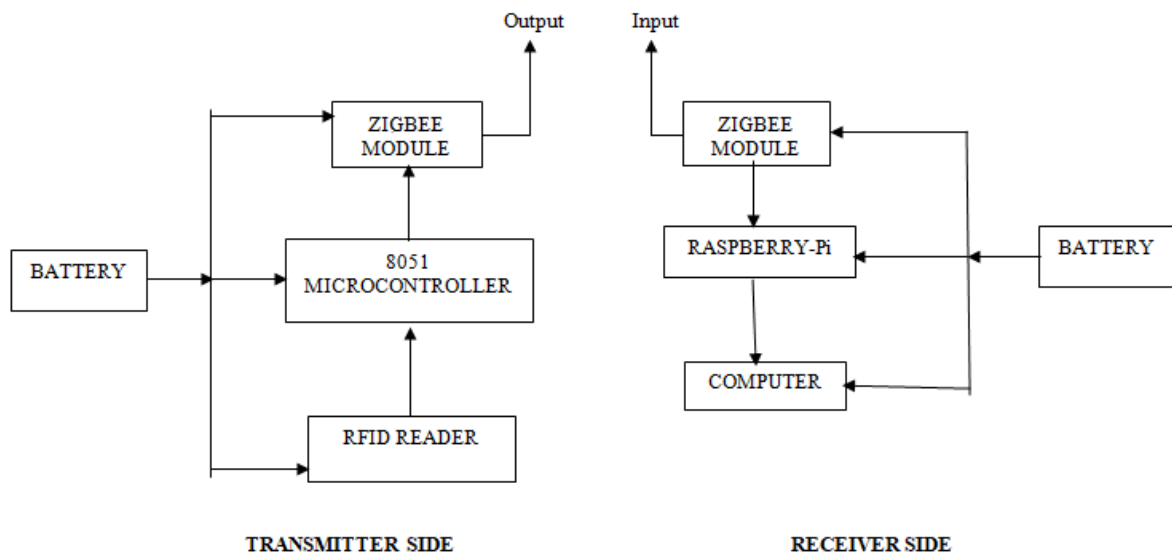 Output
Input
ZIGBEE
MODULE
ZIGBEE
MODULE
BATTERY
8051
MICROCONTROLLER
RASPBERRY-Pi
BATTERY
COMPUTER
RFID READER
TRANSMITTER SIDE
RECEIVER SIDE